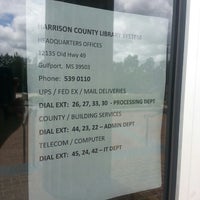 HARRISON COUNTY LIBRARY SYSTEM
HEADQUARTERS OFFICES
12135 Old Hwy 49
Gulfport, MS 39503
Phone: 539 0110
UPS / FED EX / MAIL DELIVERIES
DIAL EXT: 26, 27, 33, 30 - PROCESSING DEPT
COUNTY / BUILDING SERVICES
DIAL EXT: 44, 23, 22 - ADMIN DEPT
TELECOM / COMPUTER
DIAL EXT: 45, 24, 42 - IT DEPT